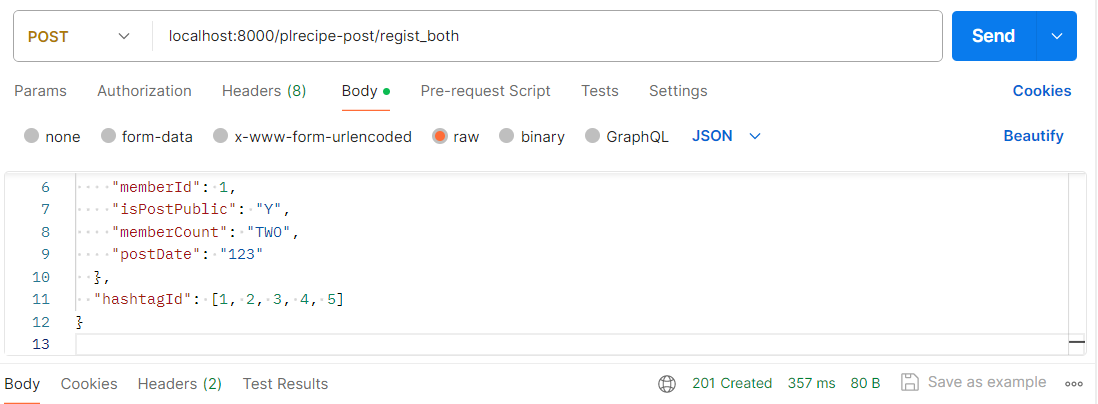 POST localhost:8000/plrecipe-post/regist_both Send
Params Authorization Headers (8) Body Pre-request Script Tests Settings Cookies
none form-data x-www-form-urlencoded raw binary GraphQL JSON Beautify
6 "memberId": 1,
7 "isPostPublic": "Y",
8 "memberCount": "TWO",
9 "postDate": "123"
10 },
11 "hashtagId": [1, 2, 3, 4, 5]
12 }
13
Body Cookies Headers (2) Test Results 201 Created 357 ms 80 B Save as example